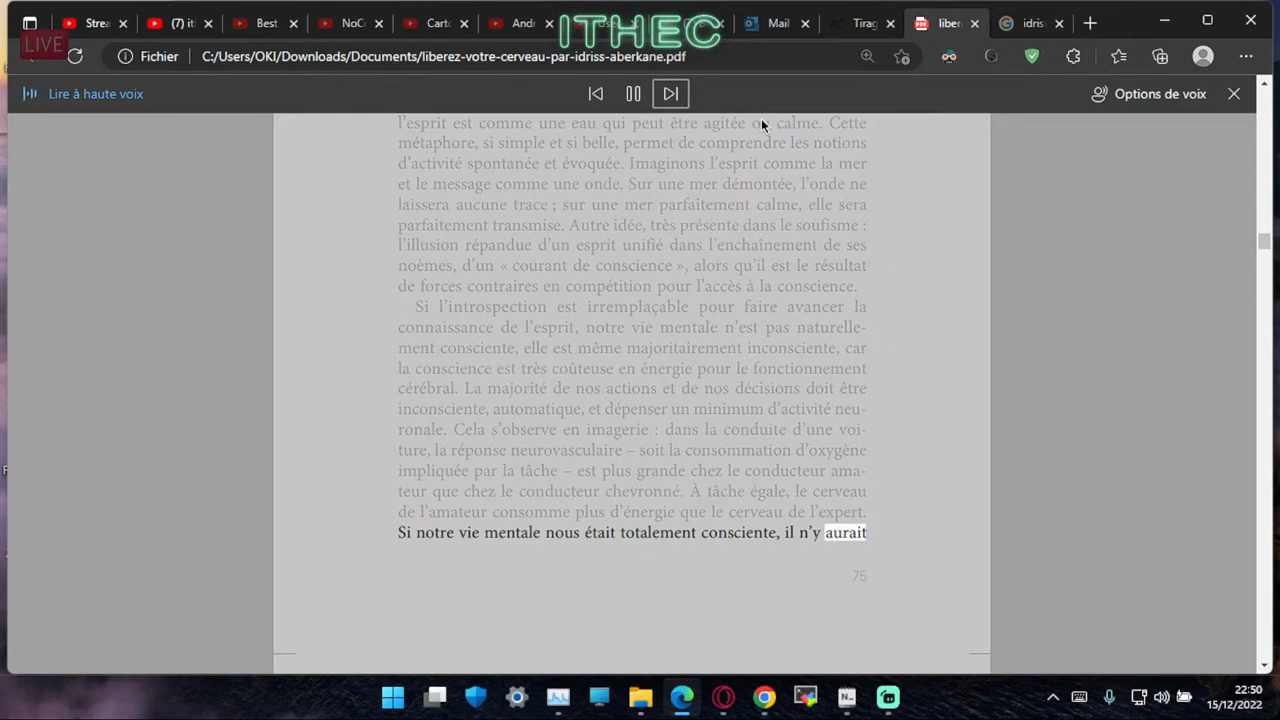 Strea
(7) itl
Best
NoCo
Carto
Andr
Mail
Tirag
liber
idris
ITHEC
LIVE
Fichier
C:/Users/OKI/Downloads/Documents/liberez-votre-cerveau-par-idriss-aberkane.pdf
Lire à haute voix
Options de voix
l’esprit est comme une eau qui peut être agitée ou calme. Cette
métaphore, si simple et si belle, permet de comprendre les notions
d’activité spontanée et évoquée. Imaginons l’esprit comme la mer
et le message comme une onde. Sur une mer démontée, l’onde ne
laissera aucune trace ; sur une mer parfaitement calme, elle sera
parfaitement transmise. Autre idée, très présente dans le soufisme :
l’illusion répandue d’un esprit unifié dans l’enchaînement de ses
noèmes, d’un « courant de conscience », alors qu’il est le résultat
de forces contraires en compétition pour l’accès à la conscience.
Si l’introspection est irremplaçable pour faire avancer la
connaissance de l’esprit, notre vie mentale n’est pas naturelle-
ment consciente, elle est même majoritairement inconsciente, car
la conscience est très coûteuse en énergie pour le fonctionnement
cérébral. La majorité de nos actions et de nos décisions doit être
inconsciente, automatique, et dépenser un minimum d’activité neu-
ronale. Cela s’observe en imagerie : dans la conduite d’une voi-
ture, la réponse neurovasculaire – soit la consommation d’oxygène
impliquée par la tâche – est plus grande chez le conducteur ama-
teur que chez le conducteur chevronné. À tâche égale, le cerveau
de l’amateur consomme plus d’énergie que le cerveau de l’expert.
Si notre vie mentale nous était totalement consciente, il n’y aurait
75
22:50
15/12/2022